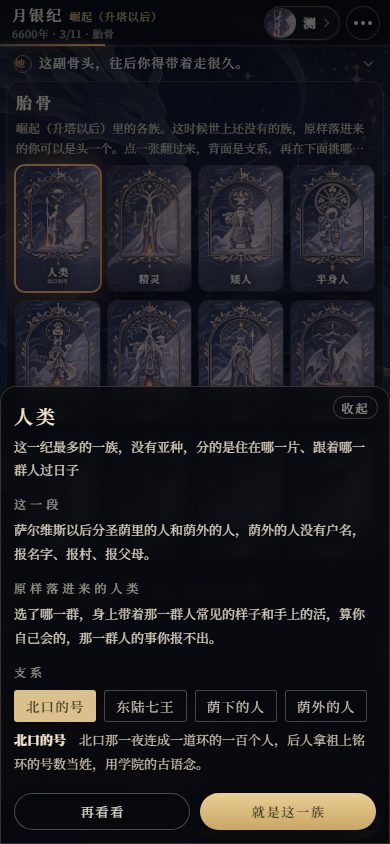 月银纪 崛起（升塔以后）
6600年 · 3/11 · 胎骨
测
她 这副骨头，往后你得带着走很久。
胎骨
崛起（升塔以后）里的各族。这时候世上还没有的族，原样落进来
的你可以是头一个。点一张翻过来，背面是支系，再在下面挑哪…
人类
北口的号
精灵
矮人
半身人
人类
收起
这一纪最多的一族，没有亚种，分的是住在哪一片、跟着哪一
群人过日子
这一段
萨尔维斯以后分圣荫里的人和荫外的人，荫外的人没有户名，
报名字、报村、报父母。
原样落进来的人类
选了哪一群，身上带着那一群人常见的样子和手上的活，算你
自己会的，那一群人的事你报不出。
支系
北口的号
东陆七王
荫下的人
荫外的人
北口的号 北口那一夜连成一道环的一百个人，后人拿祖上铭
环的号数当姓，用学院的古语念。
再看看
就是这一族